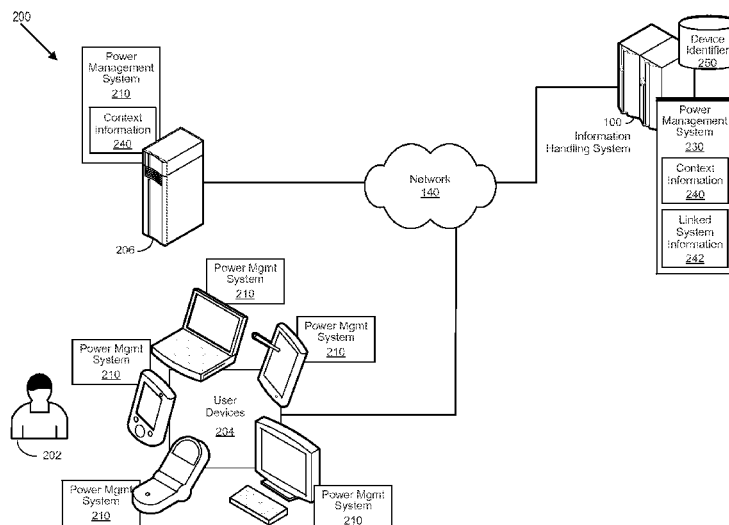 200
Power
Management
System
210
Context
Information
240
206
Network
140
Device
Identifier
250
100
Information
Handling System
Power
Management
System
230
Context
Information
240
Linked
System
Information
242
Power Mgmt
System
210
Power Mgmt
System
210
Power Mgmt
System
210
User
Devices
204
202
Power Mgmt
System
210
Power Mgmt
System
210